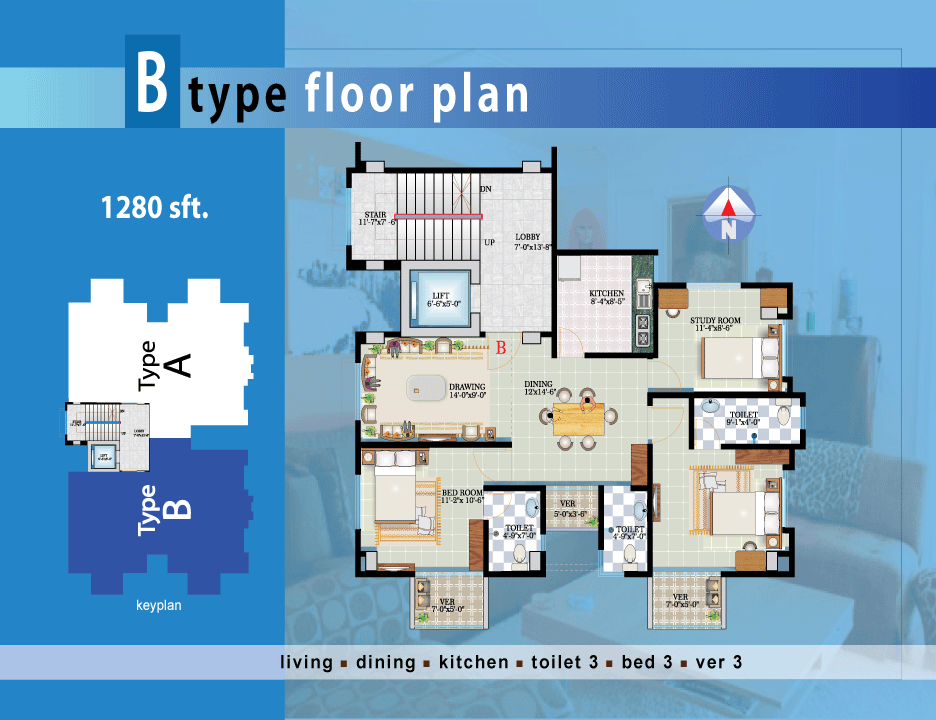 B type floor plan
1280 sft.
Type
A
Type
B
keyplan
DN
STAIR
11'-7"x7'-6"
UP
LOBBY
7'-0"x13'-8"
LIFT
6'-6"x5'-0"
KITCHEN
8'-4"x8'-5"
N
STUDY ROOM
11'-4"x8'-6"
B
DRAWING
14'-0"x9'-0"
DINING
12'x14'-6"
TOILET
9'-1"x4'-0"
BED ROOM
11'-2"x 10'-6"
VER
5'-0"x3'-6"
TOILET
4'-9"x7'-0"
TOILET
4'-9"x7'-0"
VER
7'-0"x5'-0"
VER
7'-0"x5'-0"
living ▪ dining ▪ kitchen ▪ toilet 3 ▪ bed 3 ▪ ver 3